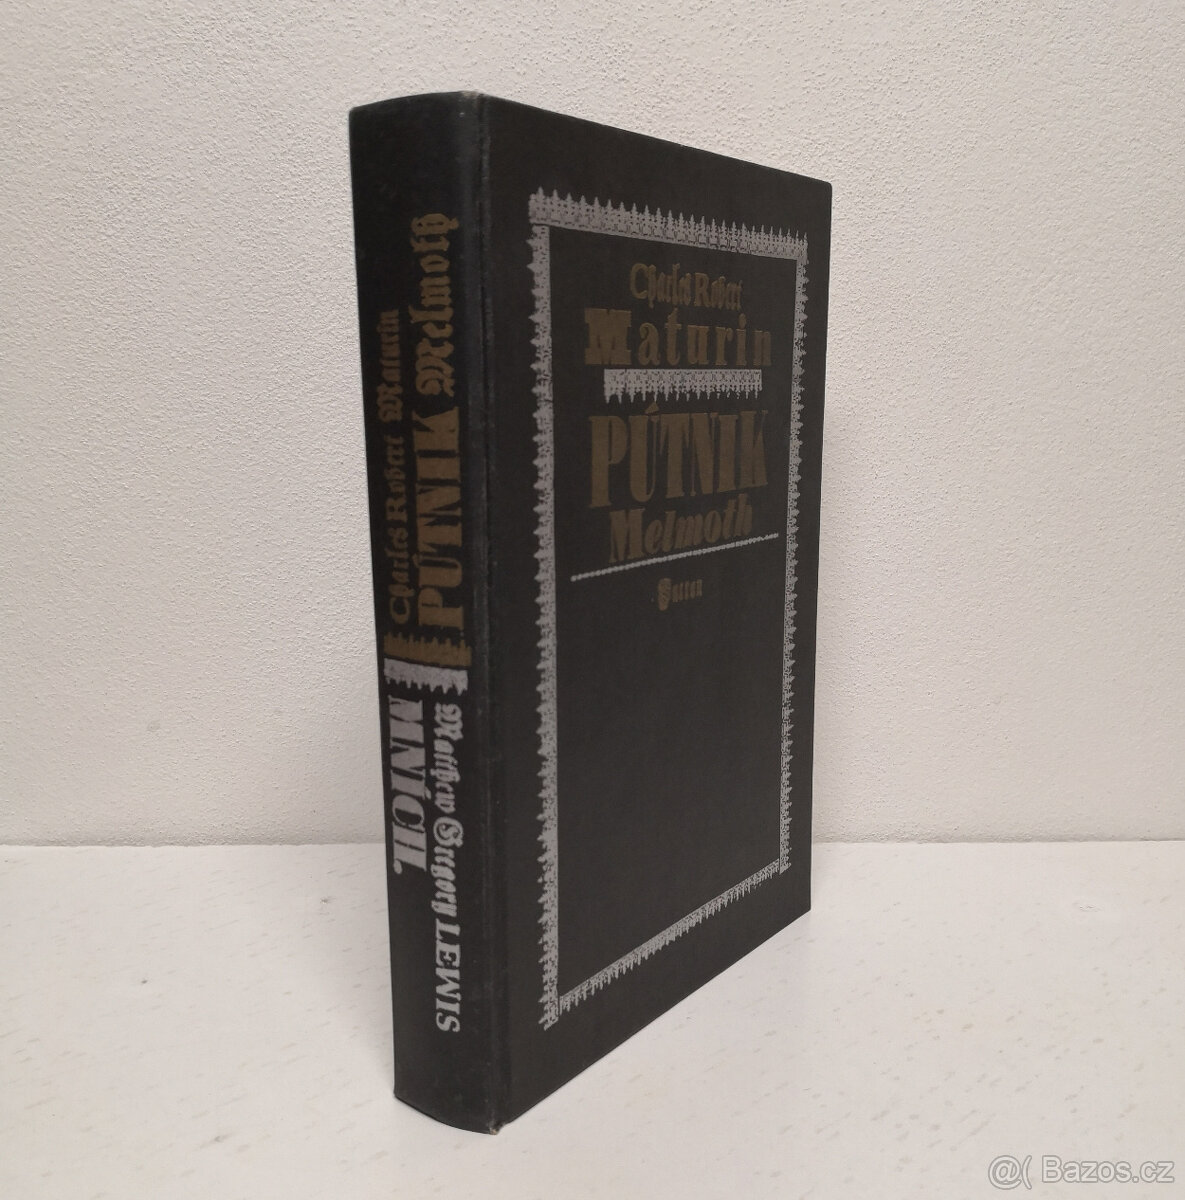 Charles Robert
Maturin
PÚTNIK
Melmoth
Tatran
Charles Robert Maturin
PÚTNIK Melmoth
Matthew Gregory LEWIS
MNÍCH.
@( Bazos.cz